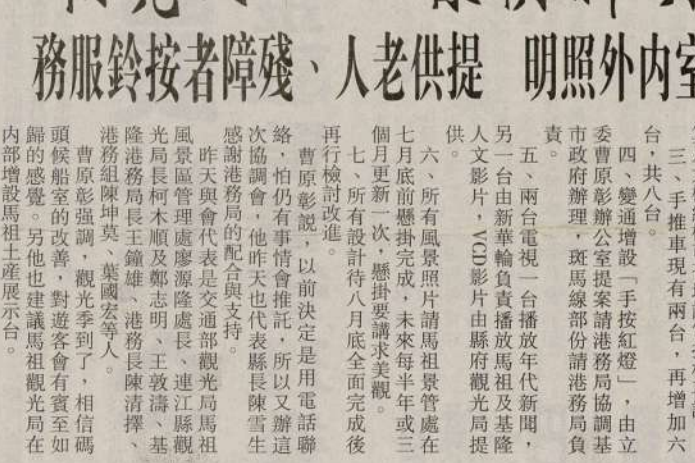 室內外照明　提供老人、殘障者按鈴服務
三、手推車現有兩台，再增加六
台，共八台。
四、變通增設「手按紅燈」，由立
委曹原彰辦公室提案請港務局協調基
市政府辦理，斑馬線部份請港務局負
責。
五、兩台電視一台播放年代新聞，
另一台由新華輪負責播放馬祖及基隆
人文影片，VCD影片由縣府觀光局提
供。
六、所有風景照片請馬祖景管處在
七月底前懸掛完成，未來每半年或三
個月更新一次，懸掛要講求美觀。
七、所有設計待八月底全面完成後
再行檢討改進。
曹原彰說，以前決定是用電話聯
絡，怕仍有事情會推託，所以又辦這
次協調會，他昨天也代表縣長陳雪生
感謝港務局的配合與支持。
昨天與會代表是交通部觀光局馬祖
風景區管理處廖源隆處長、連江縣觀
光局長柯木順及鄭志明、王敦濤、基
隆港務局長王鐘雄、港務長陳清擇、
港務組陳坤莫、葉國宏等人。
曹原彰強調，觀光季到了，相信碼
頭候船室的改善，對遊客會有賓至如
歸的感覺。另他也建議馬祖觀光局在
內部增設馬祖土產展示台。